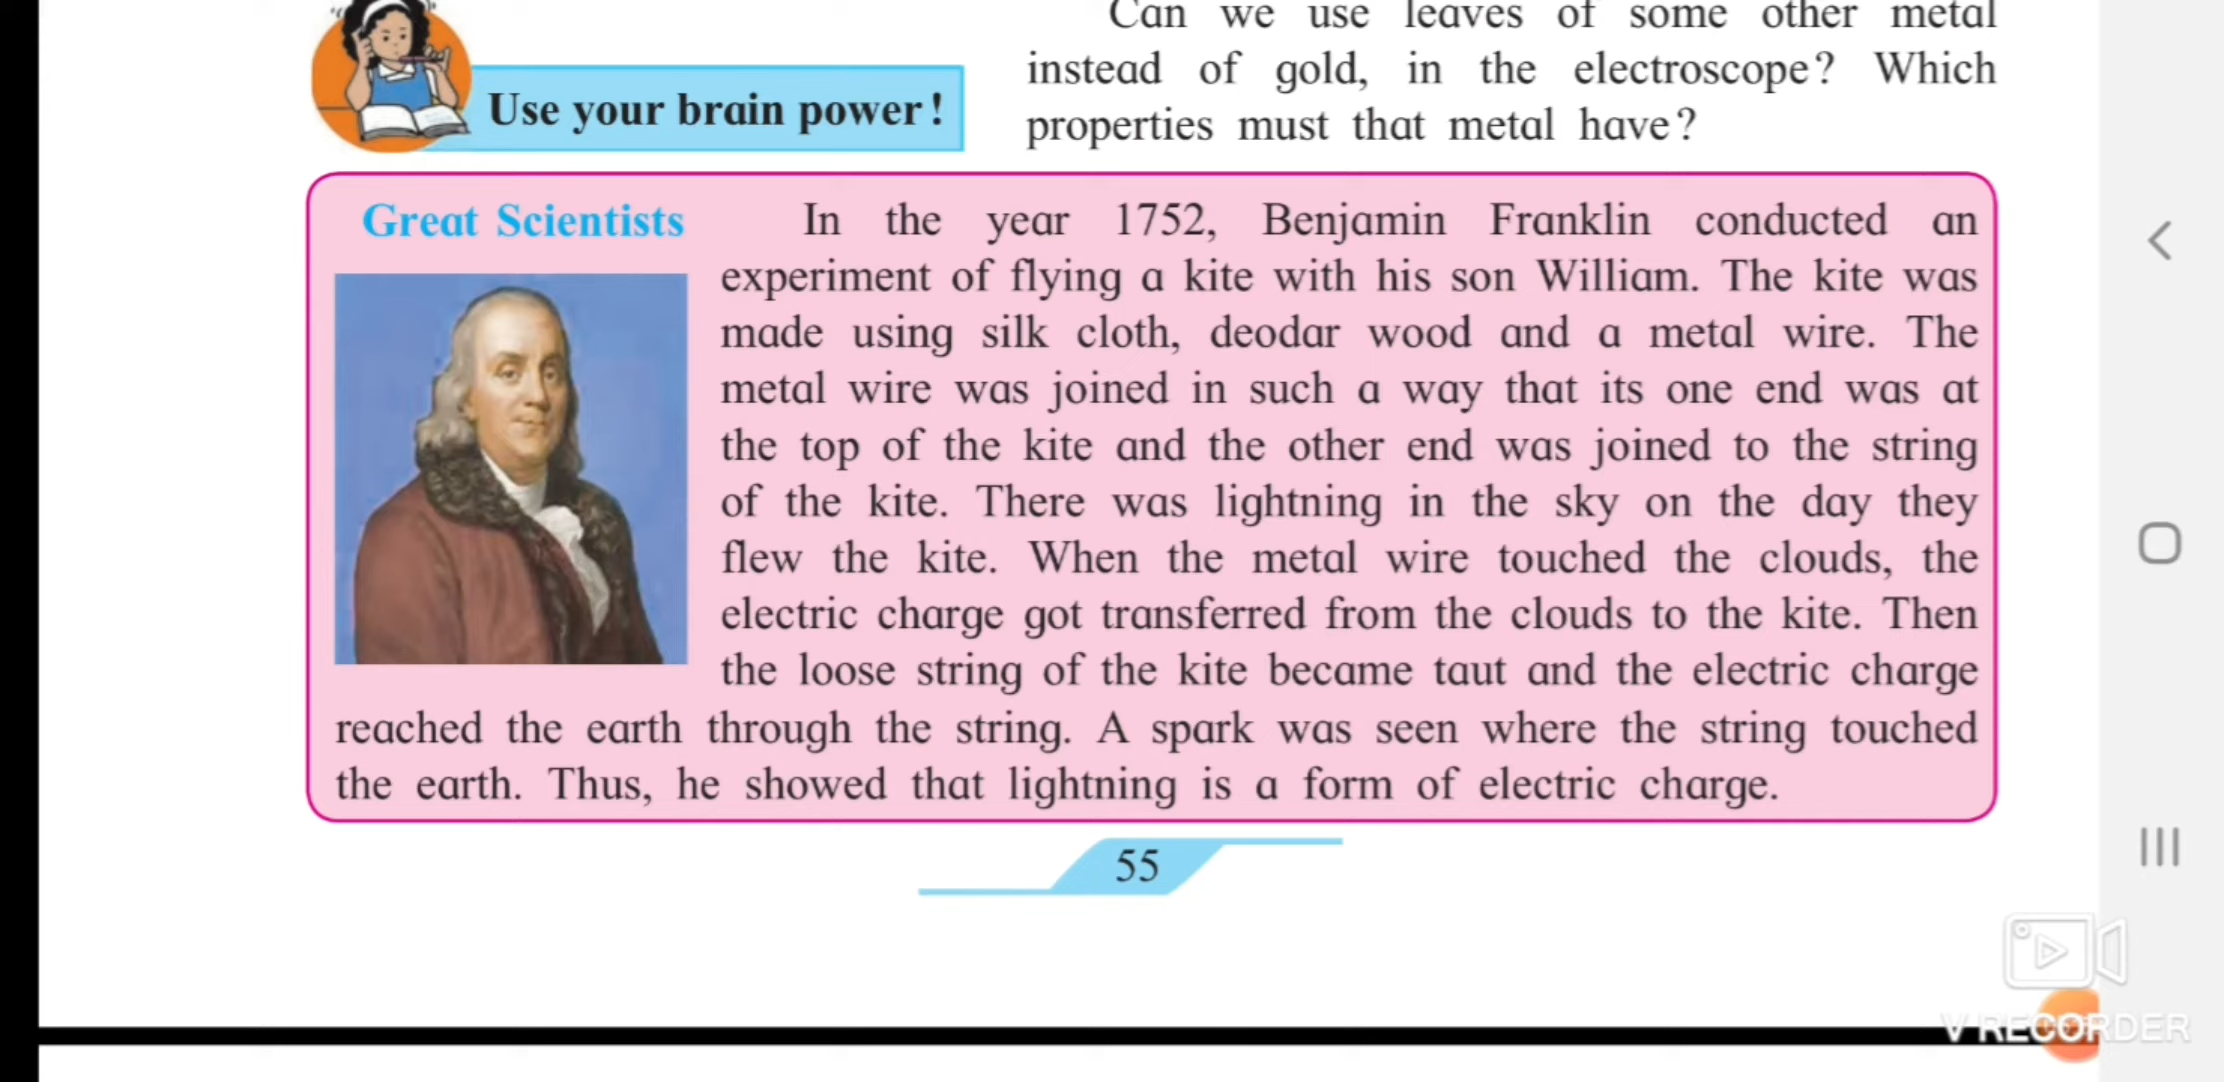 Can we use leaves of some other metal
instead of gold, in the electroscope? Which
properties must that metal have?
Use your brain power!
Great Scientists
In the year 1752, Benjamin Franklin conducted an
experiment of flying a kite with his son William. The kite was
made using silk cloth, deodar wood and a metal wire. The
metal wire was joined in such a way that its one end was at
the top of the kite and the other end was joined to the string
of the kite. There was lightning in the sky on the day they
flew the kite. When the metal wire touched the clouds, the
electric charge got transferred from the clouds to the kite. Then
the loose string of the kite became taut and the electric charge
reached the earth through the string. A spark was seen where the string touched
the earth. Thus, he showed that lightning is a form of electric charge.
55
V RECORDER